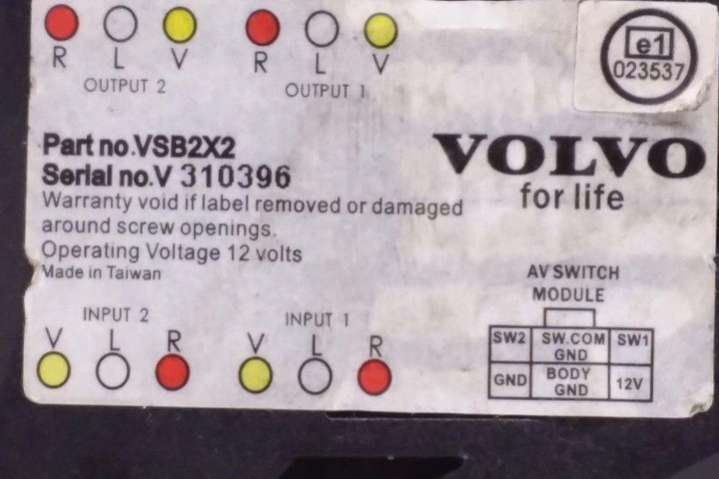 R L V R L V
OUTPUT 2 OUTPUT 1
e1
023537
Part no.VSB2X2
Serial no.V 310396
Warranty void if label removed or damaged
around screw openings.
Operating Voltage 12 volts
Made in Taiwan
VOLVO
for life
INPUT 2 INPUT 1
V L R V L R
AV SWITCH
MODULE
SW2 SW.COM GND SW1
GND BODY GND 12V